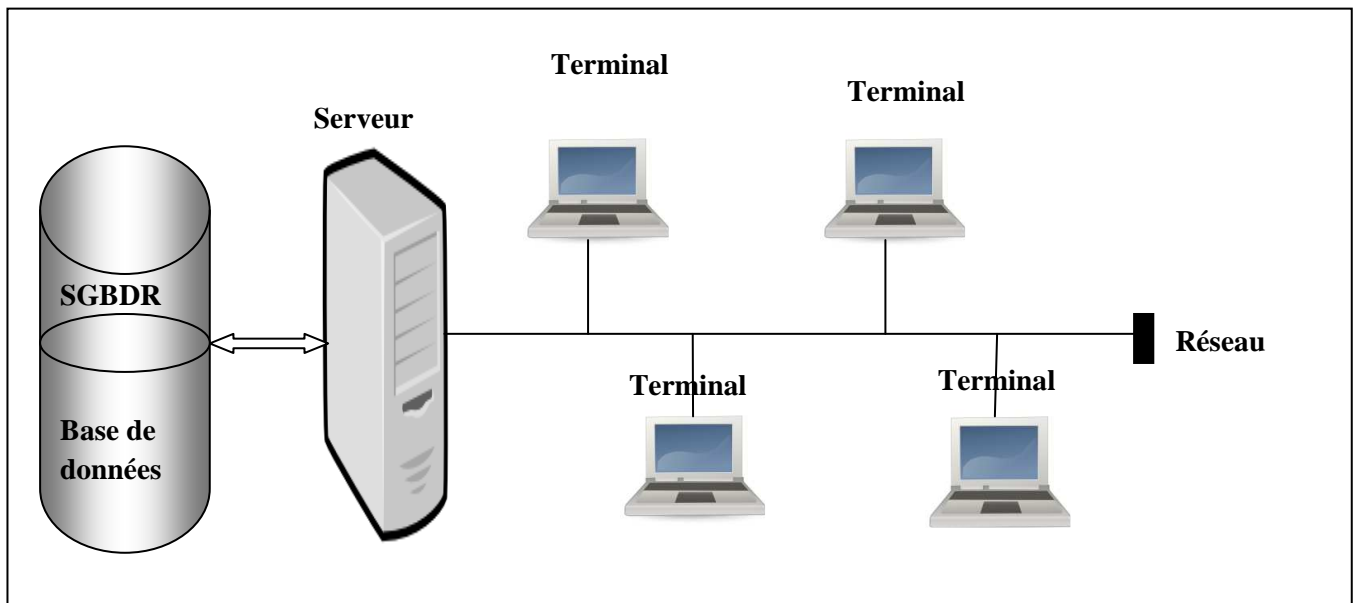 Terminal
Terminal
Serveur
SGBDR
Réseau
Terminal
Terminal
Base de
données